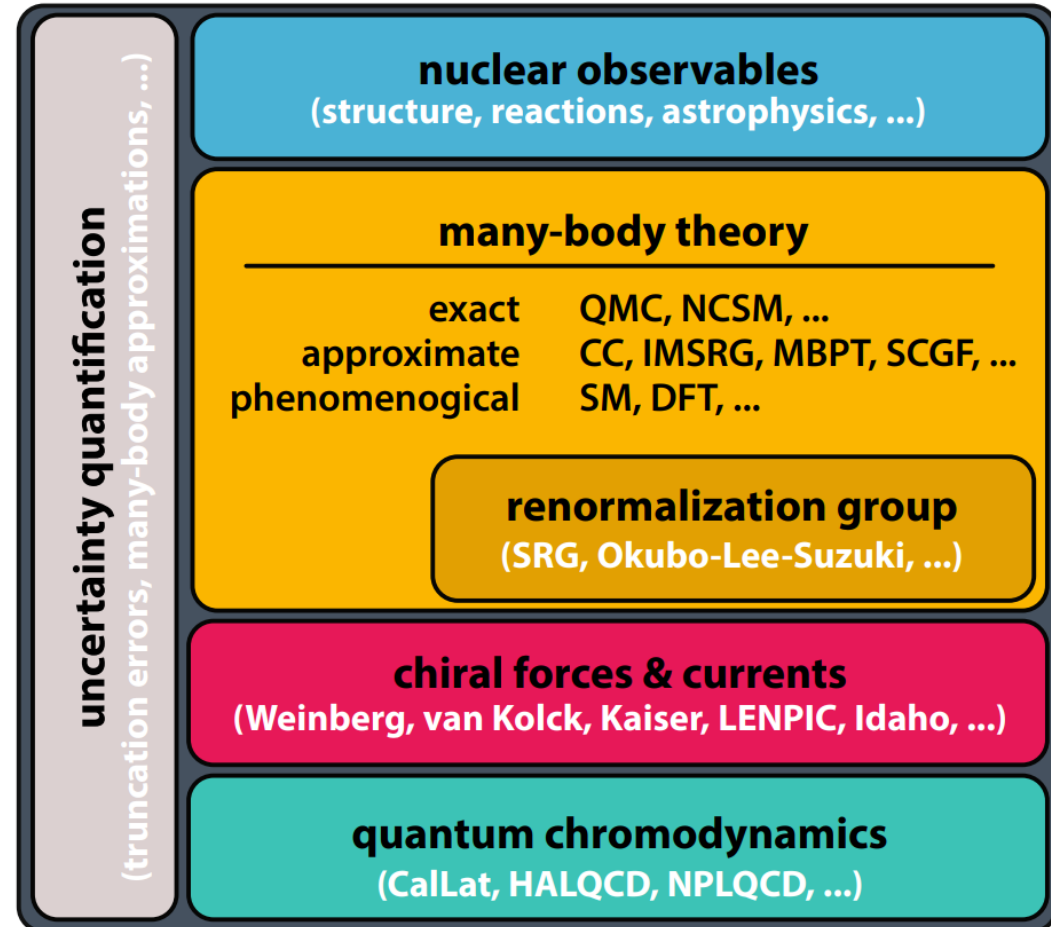 uncertainty quantification
(truncation errors, many-body approximations, ...)
nuclear observables
(structure, reactions, astrophysics, ...)
many-body theory
exact QMC, NCSM, ...
approximate CC, IMSRG, MBPT, SCGF, ...
phenomenogical SM, DFT, ...
renormalization group
(SRG, Okubo-Lee-Suzuki, ...)
chiral forces & currents
(Weinberg, van Kolck, Kaiser, LENPIC, Idaho, ...)
quantum chromodynamics
(CalLat, HALQCD, NPLQCD, ...)